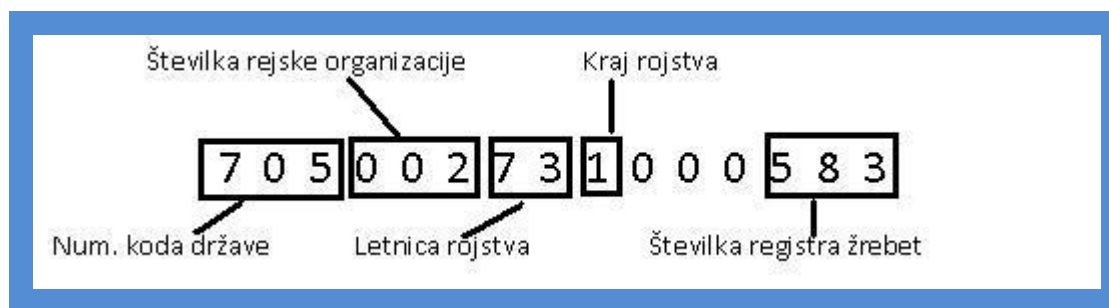 Številka rejske organizacije Kraj rojstva
7 0 5 0 0 2 7 3 1 0 0 0 5 8 3
Num. koda države Letnica rojstva Številka registra žrebet